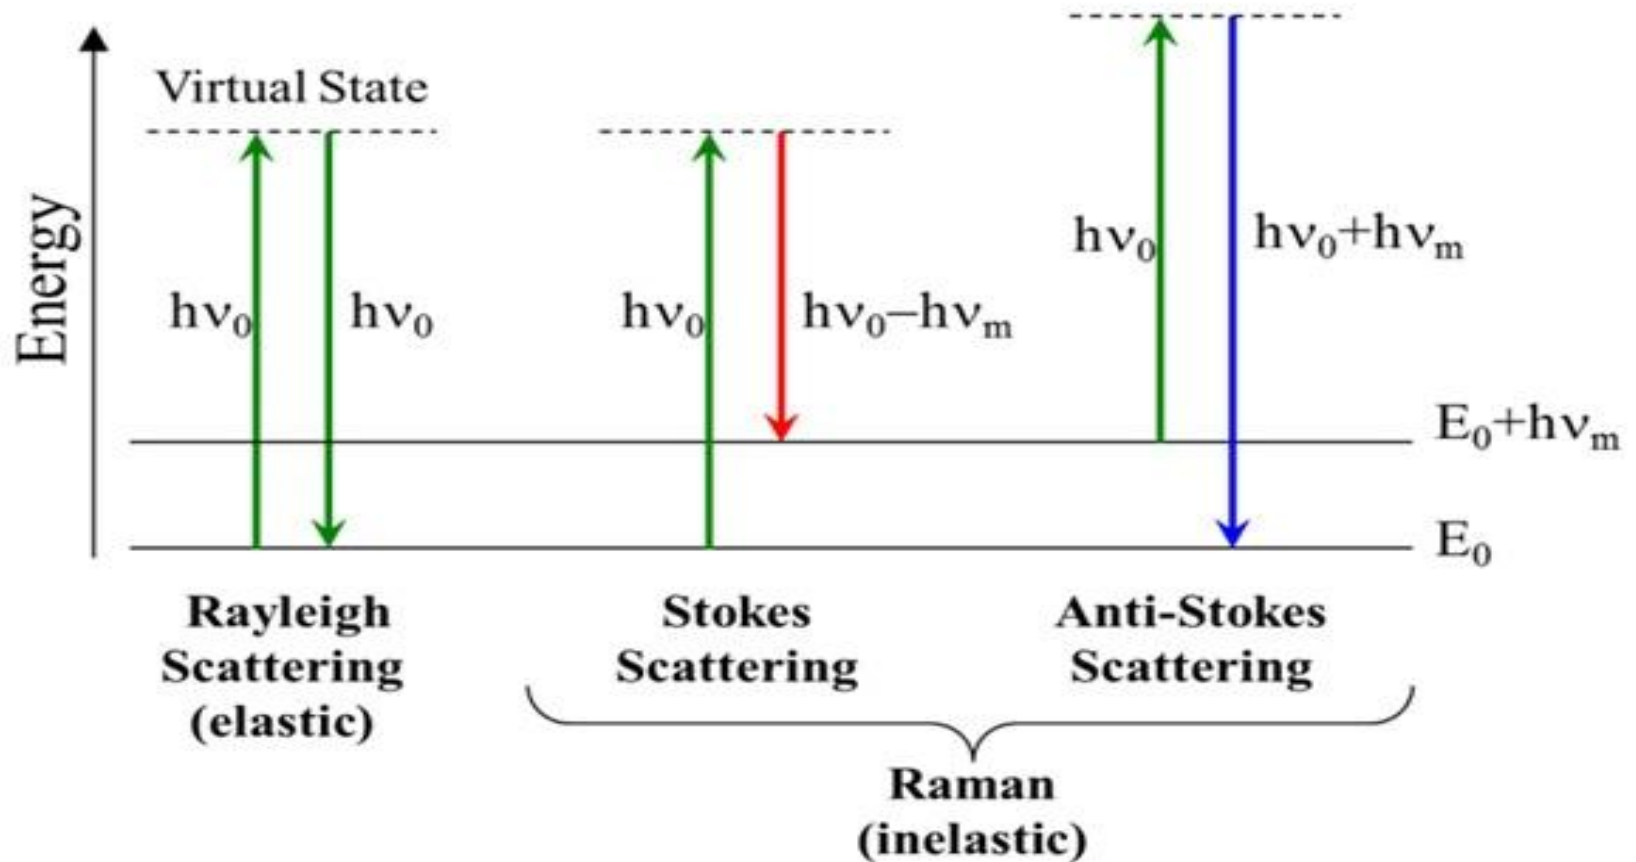 Energy
Virtual State
hν₀
hν₀
hν₀
hν₀–hνₘ
hν₀
hν₀+hνₘ
E₀+hνₘ
E₀
Rayleigh
Scattering
(elastic)
Stokes
Scattering
Anti-Stokes
Scattering
Raman
(inelastic)